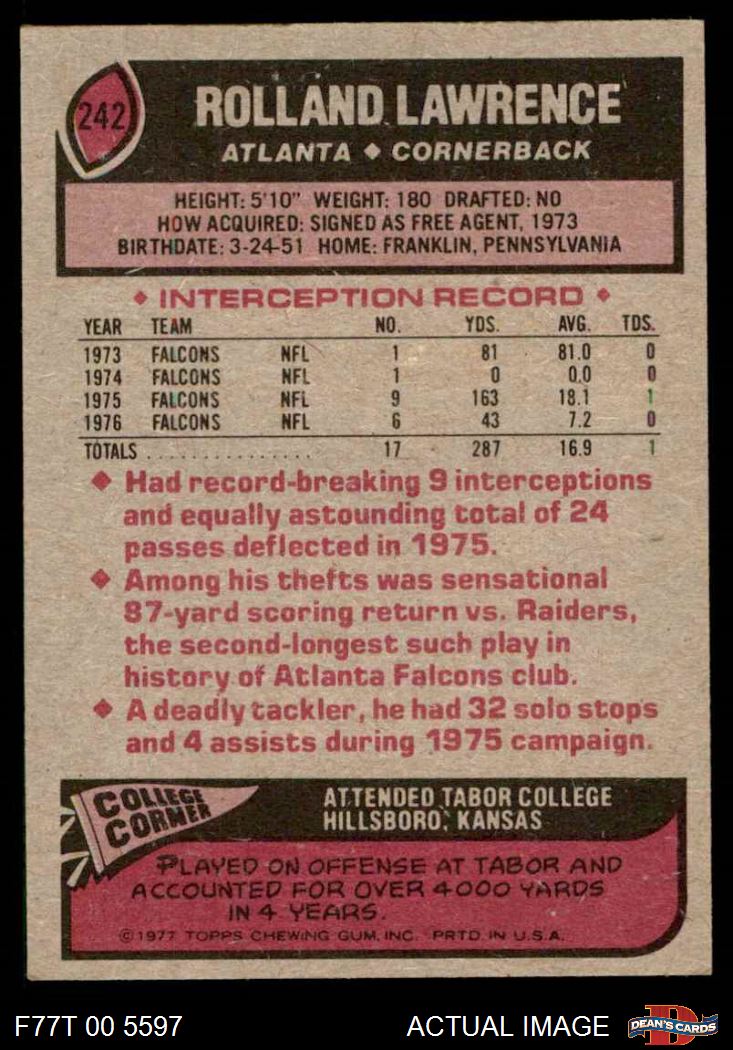 242
ROLLAND LAWRENCE
ATLANTA ♦ CORNERBACK
HEIGHT: 5'10" WEIGHT: 180 DRAFTED: NO
HOW ACQUIRED: SIGNED AS FREE AGENT, 1973
BIRTHDATE: 3-24-51 HOME: FRANKLIN, PENNSYLVANIA
♦ INTERCEPTION RECORD ♦
YEAR TEAM NO. YDS. AVG. TDS.
1973 FALCONS NFL 1 81 81.0 0
1974 FALCONS NFL 1 0 0.0 0
1975 FALCONS NFL 9 163 18.1 1
1976 FALCONS NFL 6 43 7.2 0
TOTALS . . . . . . . . . . . . . . . 17 287 16.9 1
♦ Had record-breaking 9 interceptions
and equally astounding total of 24
passes deflected in 1975.
♦ Among his thefts was sensational
87-yard scoring return vs. Raiders,
the second-longest such play in
history of Atlanta Falcons club.
♦ A deadly tackler, he had 32 solo stops
and 4 assists during 1975 campaign.
COLLEGE
CORNER
ATTENDED TABOR COLLEGE
HILLSBORO, KANSAS
PLAYED ON OFFENSE AT TABOR AND
ACCOUNTED FOR OVER 4000 YARDS
IN 4 YEARS.
©1977 TOPPS CHEWING GUM, INC. PRTD. IN U.S.A.
F77T 00 5597
ACTUAL IMAGE
D
DEAN'S CARDS